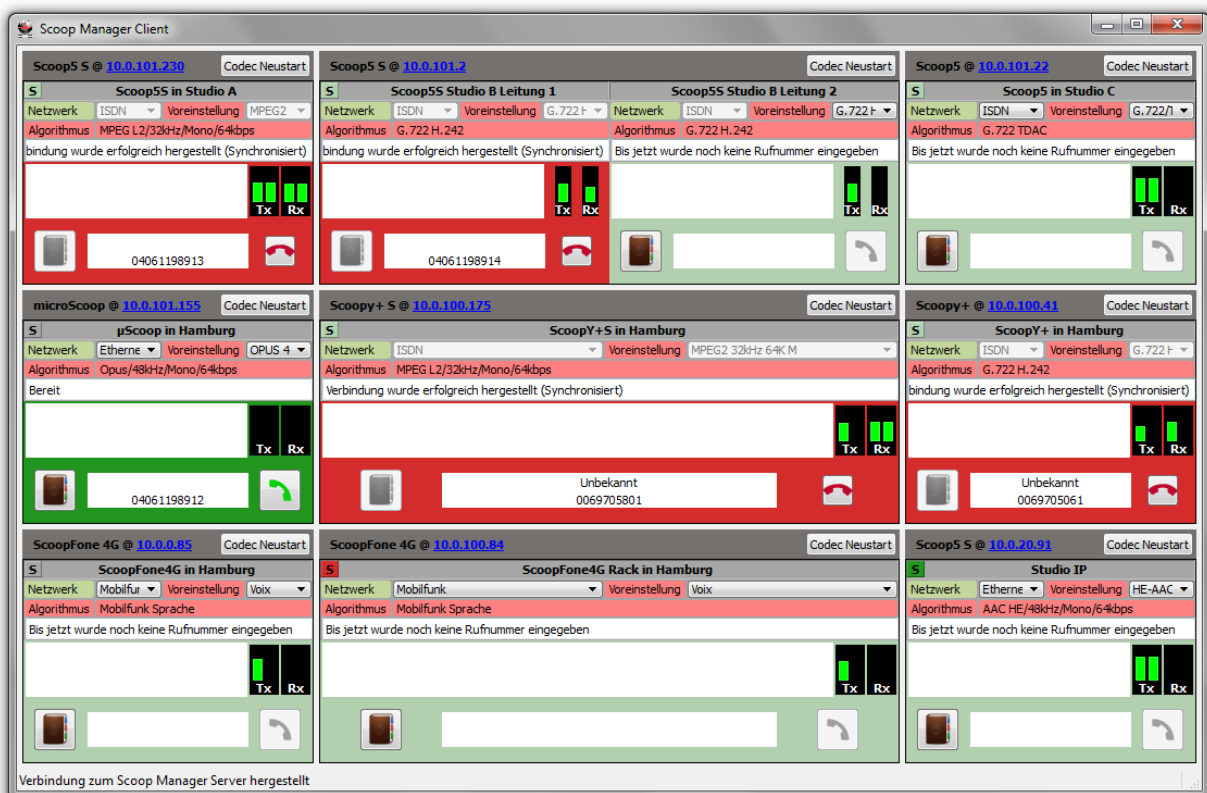 Scoop Manager Client
Scoop5 S @ 10.0.101.230 Codec Neustart
S Scoop5S in Studio A
Netzwerk ISDN Voreinstellung MPEG2
Algorithmus MPEG L2/32kHz/Mono/64kbps
bindung wurde erfolgreich hergestellt (Synchronisiert)
Tx Rx
04061198913
Scoop5 S @ 10.0.101.2 Codec Neustart
S Scoop5S Studio B Leitung 1
Netzwerk ISDN Voreinstellung G.722 H
Algorithmus G.722 H.242
bindung wurde erfolgreich hergestellt (Synchronisiert)
Tx Rx
04061198914
Scoop5S Studio B Leitung 2
Netzwerk ISDN Voreinstellung G.722 H
Algorithmus G.722 H.242
Bis jetzt wurde noch keine Rufnummer eingegeben
Tx Rx
Scoop5 @ 10.0.101.22 Codec Neustart
S Scoop5 in Studio C
Netzwerk ISDN Voreinstellung G.722/T
Algorithmus G.722 TDAC
Bis jetzt wurde noch keine Rufnummer eingegeben
Tx Rx
microScoop @ 10.0.101.155 Codec Neustart
S µScoop in Hamburg
Netzwerk Etherne Voreinstellung OPUS 4
Algorithmus Opus/48kHz/Mono/64kbps
Bereit
Tx Rx
04061198912
Scoopy+ S @ 10.0.100.175 Codec Neustart
S ScoopY+S in Hamburg
Netzwerk ISDN Voreinstellung MPEG2 32kHz 64K M
Algorithmus MPEG L2/32kHz/Mono/64kbps
Verbindung wurde erfolgreich hergestellt (Synchronisiert)
Tx Rx
Unbekannt
0069705801
Scoopy+ @ 10.0.100.41 Codec Neustart
S ScoopY+ in Hamburg
Netzwerk ISDN Voreinstellung G.722 H
Algorithmus G.722 H.242
bindung wurde erfolgreich hergestellt (Synchronisiert)
Tx Rx
Unbekannt
0069705061
ScoopFone 4G @ 10.0.0.85 Codec Neustart
S ScoopFone4G in Hamburg
Netzwerk Mobilfur Voreinstellung Voix
Algorithmus Mobilfunk Sprache
Bis jetzt wurde noch keine Rufnummer eingegeben
Tx Rx
ScoopFone 4G @ 10.0.100.84 Codec Neustart
S ScoopFone4G Rack in Hamburg
Netzwerk Mobilfunk Voreinstellung Voix
Algorithmus Mobilfunk Sprache
Bis jetzt wurde noch keine Rufnummer eingegeben
Tx Rx
Scoop5 S @ 10.0.20.91 Codec Neustart
S Studio IP
Netzwerk Etherne Voreinstellung HE-AAC
Algorithmus AAC HE/48kHz/Mono/64kbps
Bis jetzt wurde noch keine Rufnummer eingegeben
Tx Rx
Verbindung zum Scoop Manager Server hergestellt